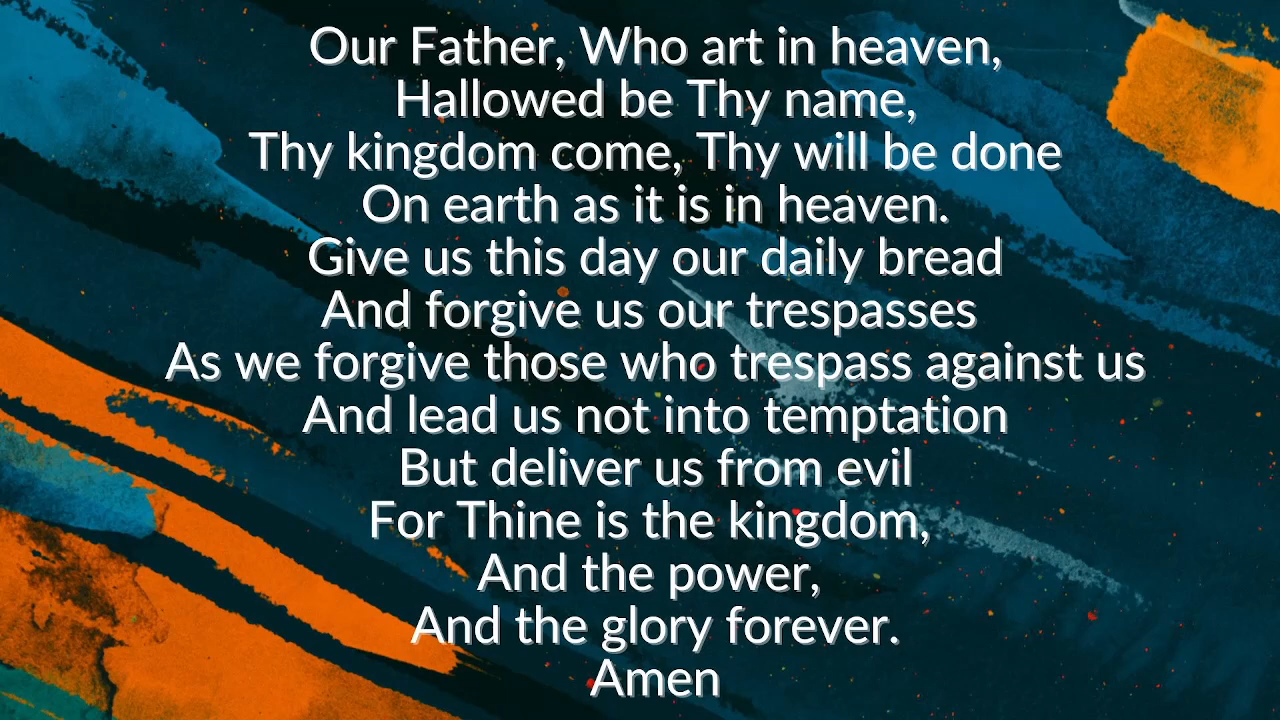 Our Father, Who art in heaven,
Hallowed be Thy name,
Thy kingdom come, Thy will be done
On earth as it is in heaven.
Give us this day our daily bread
And forgive us our trespasses
As we forgive those who trespass against us
And lead us not into temptation
But deliver us from evil
For Thine is the kingdom,
And the power,
And the glory forever.
Amen